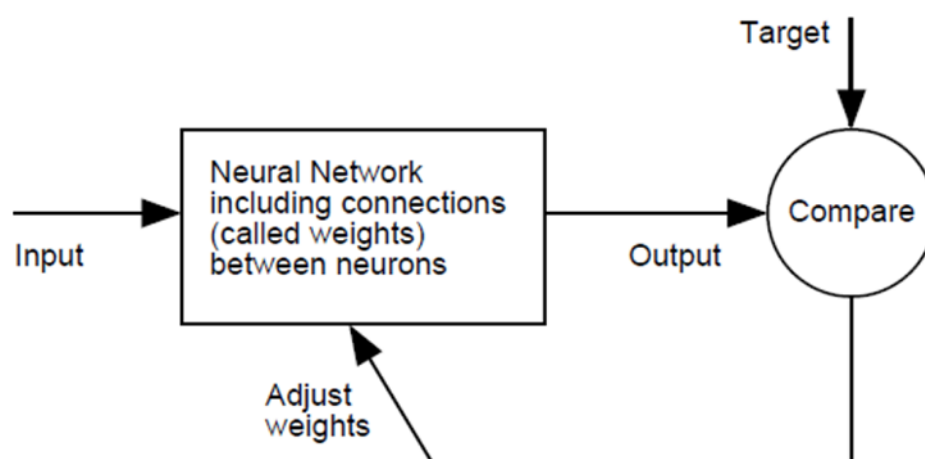 Target
Neural Network
including connections
(called weights)
between neurons
Compare
Input
Output
Adjust
weights